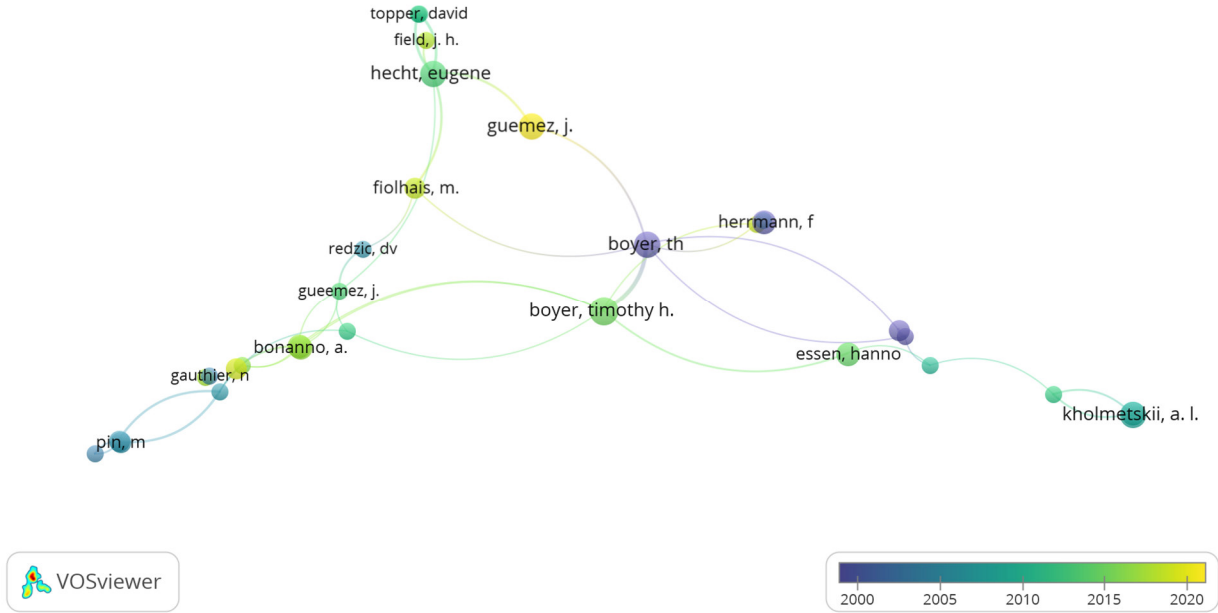 topper, david
field, j. h.
hecht, eugene
guemez, j.
fiolhais, m.
herrmann, f
boyer, th
redzic, dv
gueemez, j.
boyer, timothy h.
bonanno, a.
essen, hanno
gauthier, n
kholmetskii, a. l.
pin, m
VOSviewer
2000 2005 2010 2015 2020